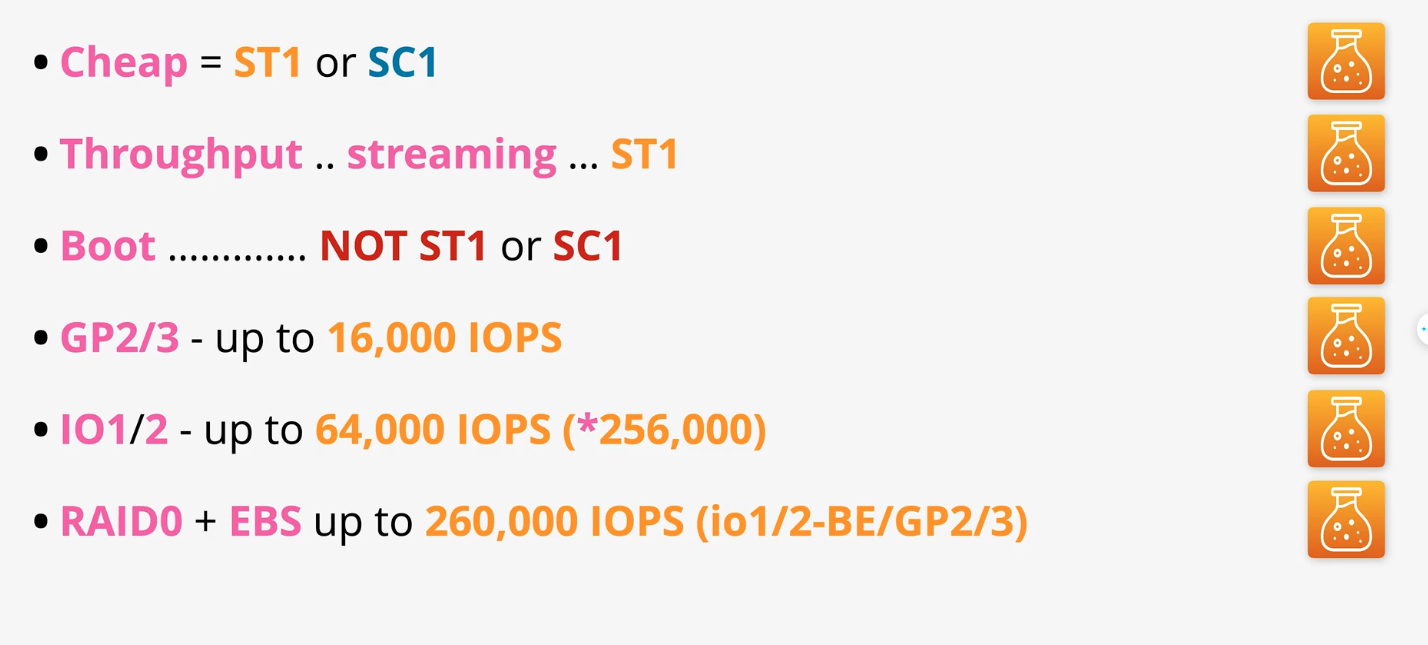 • Cheap = ST1 or SC1
• Throughput .. streaming ... ST1
• Boot ............. NOT ST1 or SC1
• GP2/3 - up to 16,000 IOPS
• IO1/2 - up to 64,000 IOPS (*256,000)
• RAID0 + EBS up to 260,000 IOPS (io1/2-BE/GP2/3)